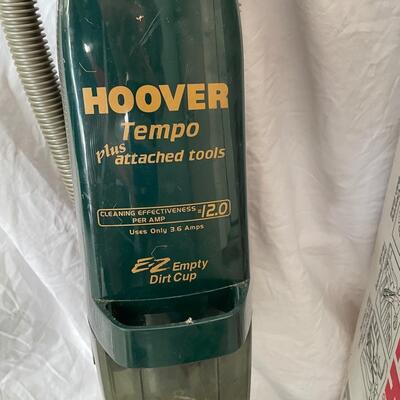 HOOVER
Tempo
plus attached tools
CLEANING EFFECTIVENESS
PER AMP =12.0
Uses Only 3.6 Amps
E-Z Empty
Dirt Cup